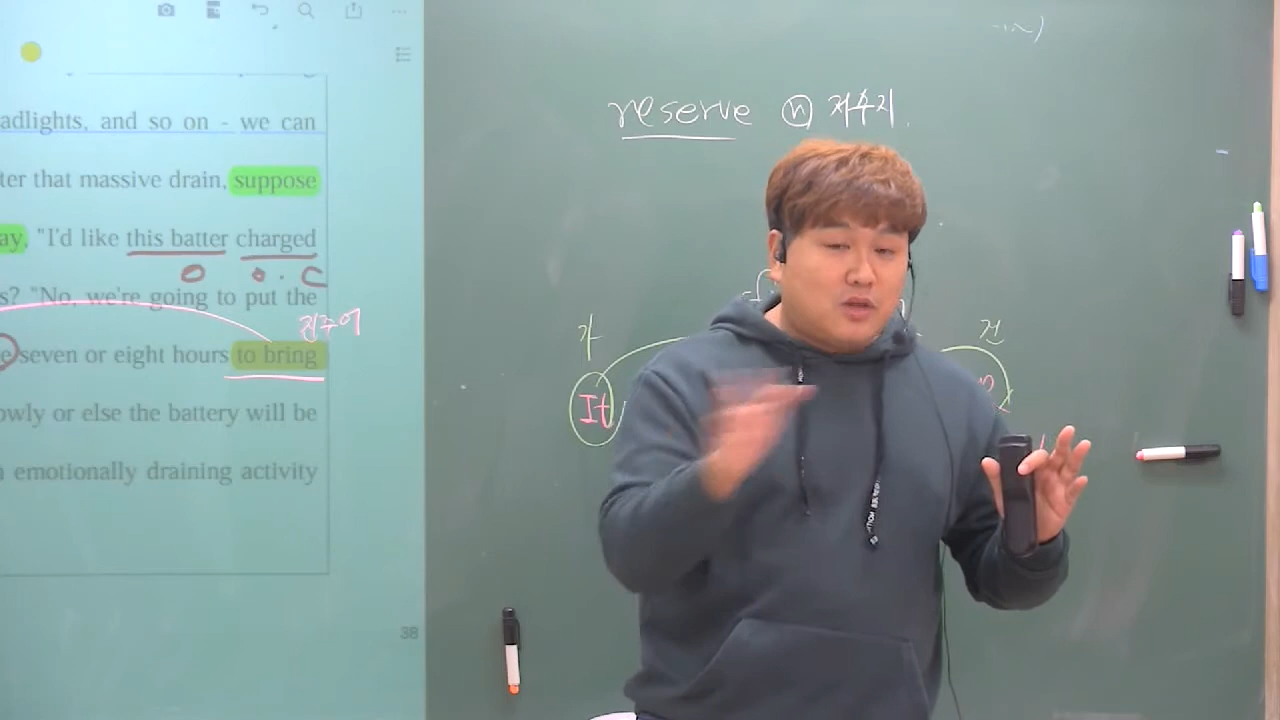 adlights, and so on - we can
ter that massive drain, suppose
ay, "I'd like this batter charged
O O.C
s? "No, we're going to put the
진주어
e seven or eight hours to bring
owly or else the battery will be
n emotionally draining activity
38
reserve ⓝ 저수지.
가
진
It